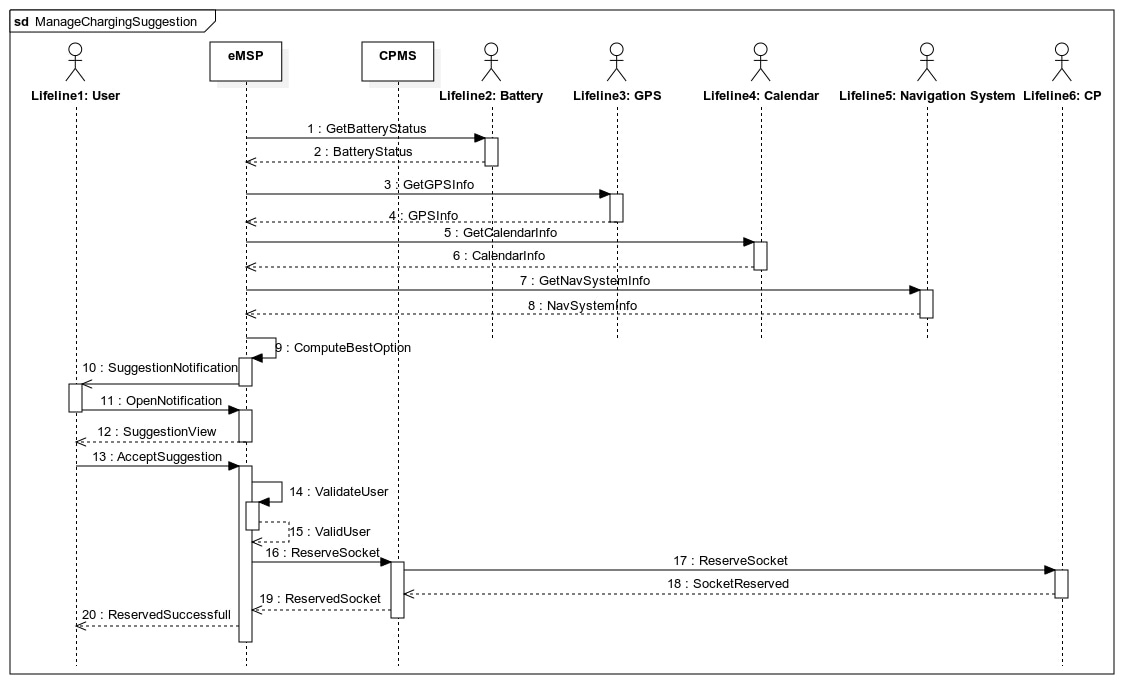 sd ManageChargingSuggestion
eMSP
CPMS
Lifeline1: User
Lifeline2: Battery
Lifeline3: GPS
Lifeline4: Calendar
Lifeline5: Navigation System
Lifeline6: CP
1 : GetBatteryStatus
2 : BatteryStatus
3 : GetGPSInfo
4 : GPSInfo
5 : GetCalendarInfo
6 : CalendarInfo
7 : GetNavSystemInfo
8 : NavSystemInfo
9 : ComputeBestOption
10 : SuggestionNotification
11 : OpenNotification
12 : SuggestionView
13 : AcceptSuggestion
14 : ValidateUser
15 : ValidUser
16 : ReserveSocket
17 : ReserveSocket
18 : SocketReserved
19 : ReservedSocket
20 : ReservedSuccessfull